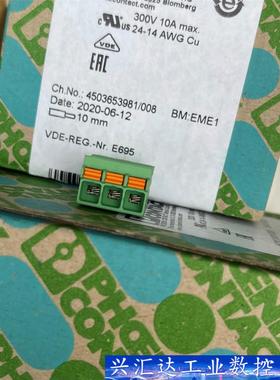 300V 10A max.
c us 24-14 AWG Cu
VDE
EAC
Ch.No.: 4503653981/008
Date: 2020-06-12
BM:EME1
10 mm
VDE-REG.-Nr. E695
PHOENIX
CONTACT
兴汇达工业数控